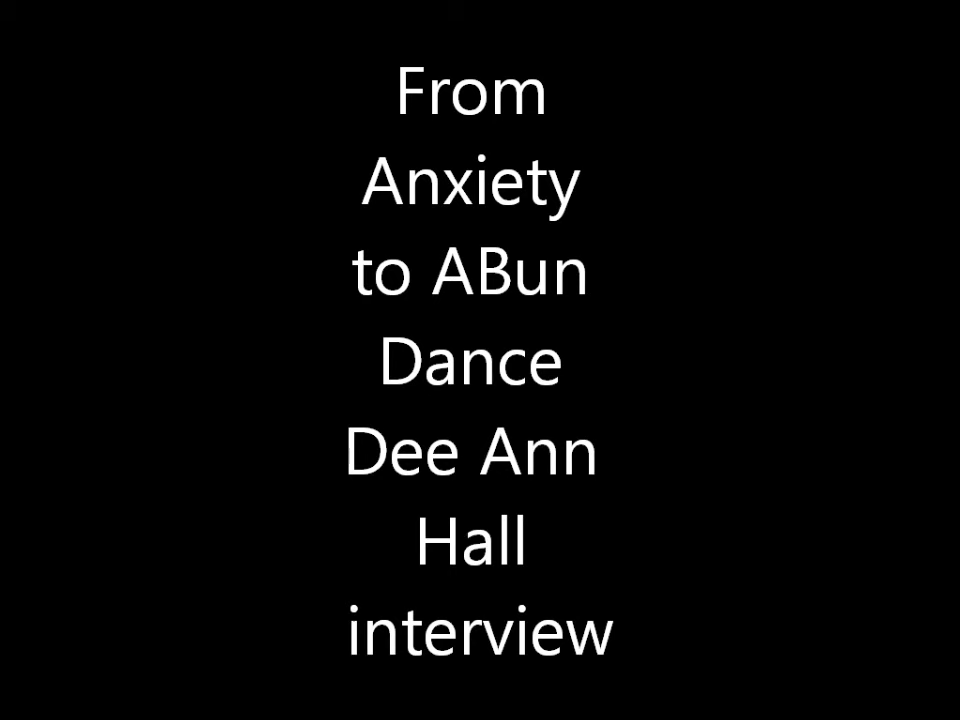 From
Anxiety
to ABun
Dance
Dee Ann
Hall
interview